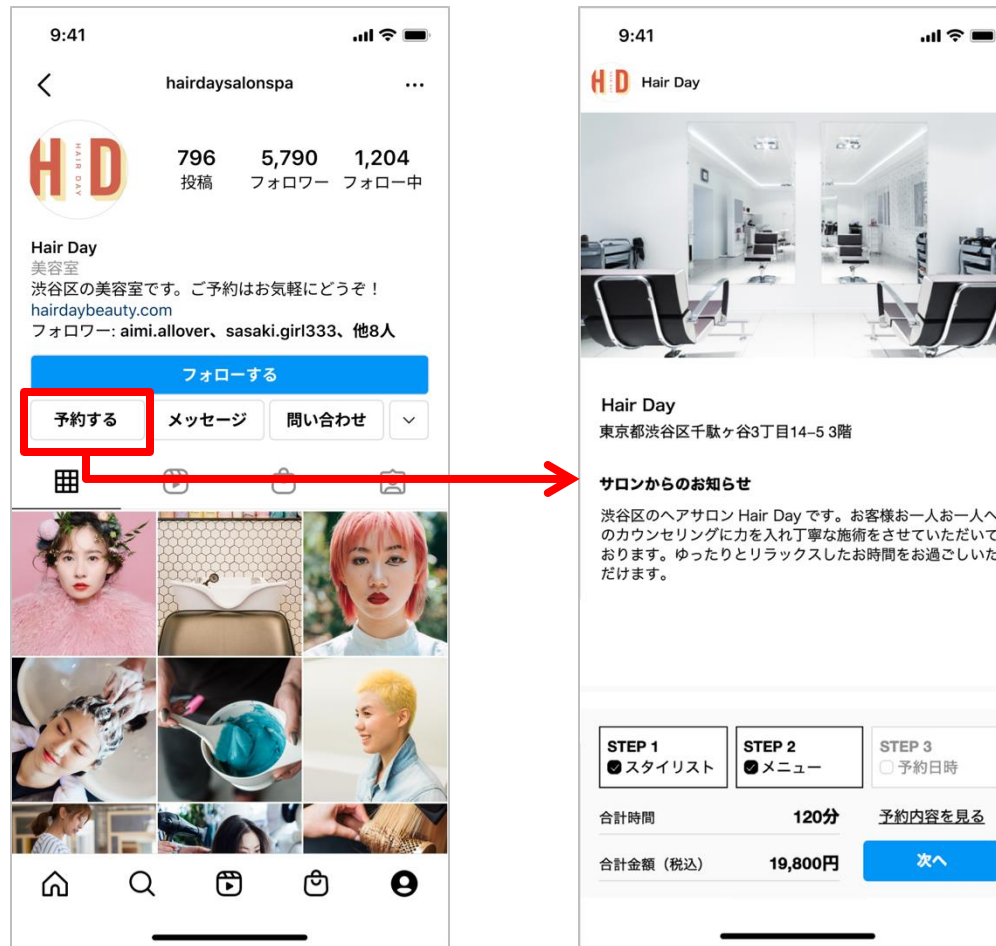 9:41
hairdaysalonspa
H HAIR DAY D
796 5,790 1,204
投稿 フォロワー フォロー中
Hair Day
美容室
渋谷区の美容室です。ご予約はお気軽にどうぞ！
hairdaybeauty.com
フォロワー: aimi.allover、sasaki.girl333、他8人
フォローする
予約する メッセージ 問い合わせ
9:41
HD Hair Day
Hair Day
東京都渋谷区千駄ヶ谷3丁目14–5 3階
サロンからのお知らせ
渋谷区のヘアサロン Hair Day です。お客様お一人お一人へ
のカウンセリングに力を入れ丁寧な施術をさせていただいて
おります。ゆったりとリラックスしたお時間をお過ごしいた
だけます。
STEP 1 STEP 2 STEP 3
スタイリスト メニュー 予約日時
合計時間 120分 予約内容を見る
合計金額（税込） 19,800円 次へ